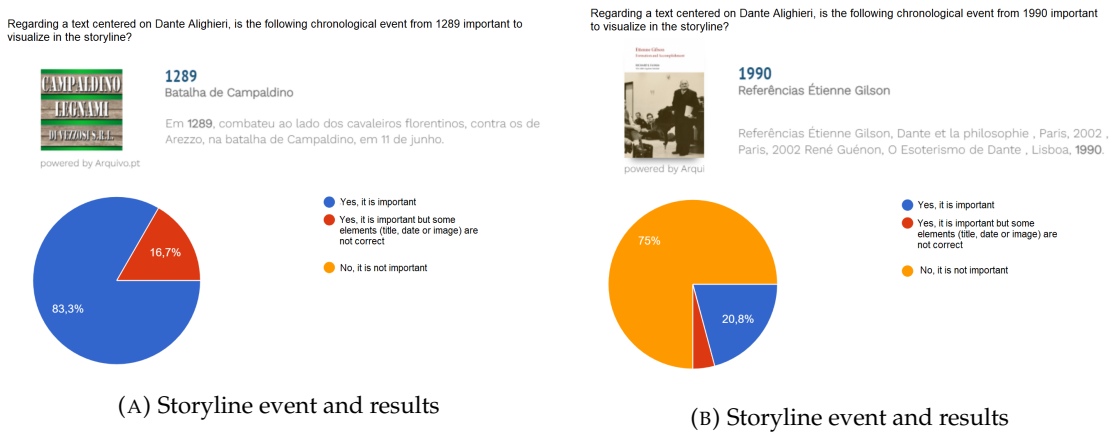 Regarding a text centered on Dante Alighieri, is the following chronological event from 1289 important to
visualize in the storyline?
CAMPALDINO
LEGNAMI
DI VEZZOSI S.R.L.
powered by Arquivo.pt
1289
Batalha de Campaldino
Em 1289, combateu ao lado dos cavaleiros florentinos, contra os de
Arezzo, na batalha de Campaldino, em 11 de junho.
83,3%
16,7%
Yes, it is important
Yes, it is important but some
elements (title, date or image) are
not correct
No, it is not important
(A) Storyline event and results
Regarding a text centered on Dante Alighieri, is the following chronological event from 1990 important
to visualize in the storyline?
Étienne Gilson
powered by Arqui
1990
Referências Étienne Gilson
Referências Étienne Gilson, Dante et la philosophie , Paris, 2002 ,
Paris, 2002 René Guénon, O Esoterismo de Dante , Lisboa, 1990.
75%
20,8%
Yes, it is important
Yes, it is important but some
elements (title, date or image) are
not correct
No, it is not important
(B) Storyline event and results